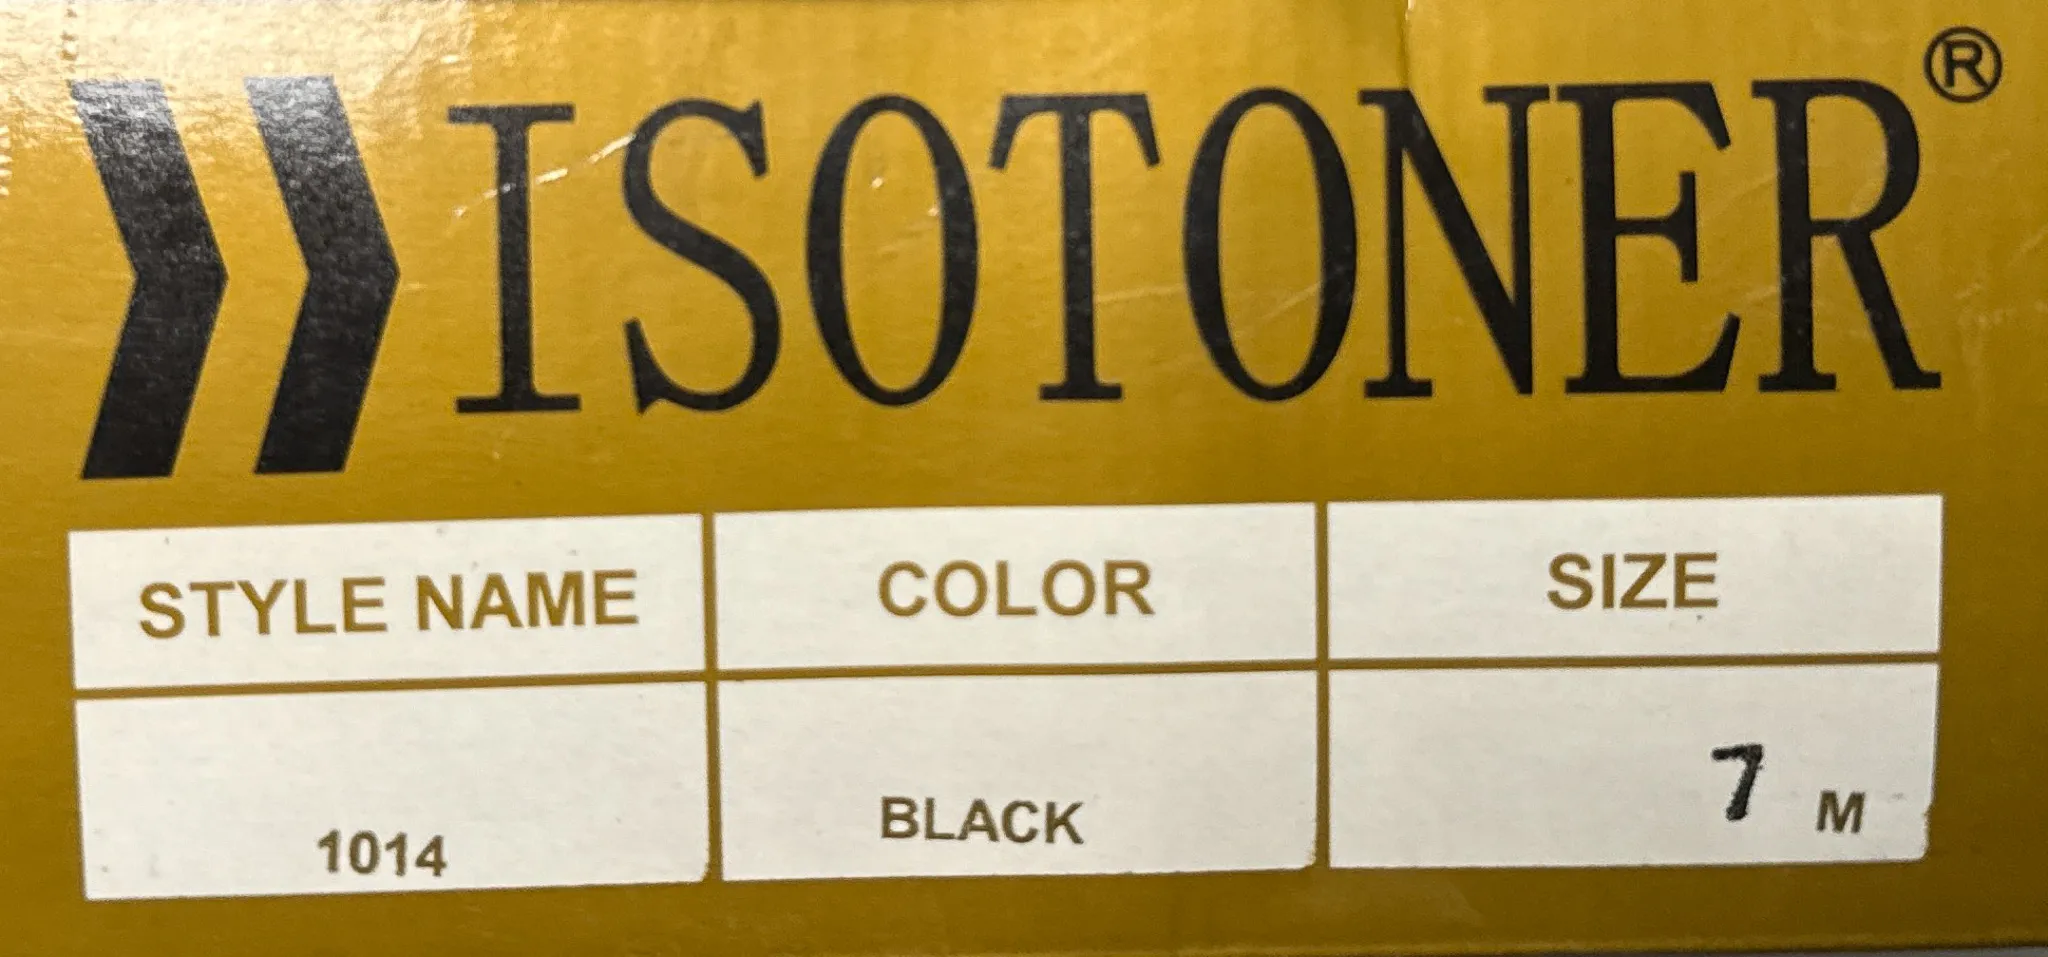 ISOTONER®
STYLE NAME COLOR SIZE
1014 BLACK 7 M